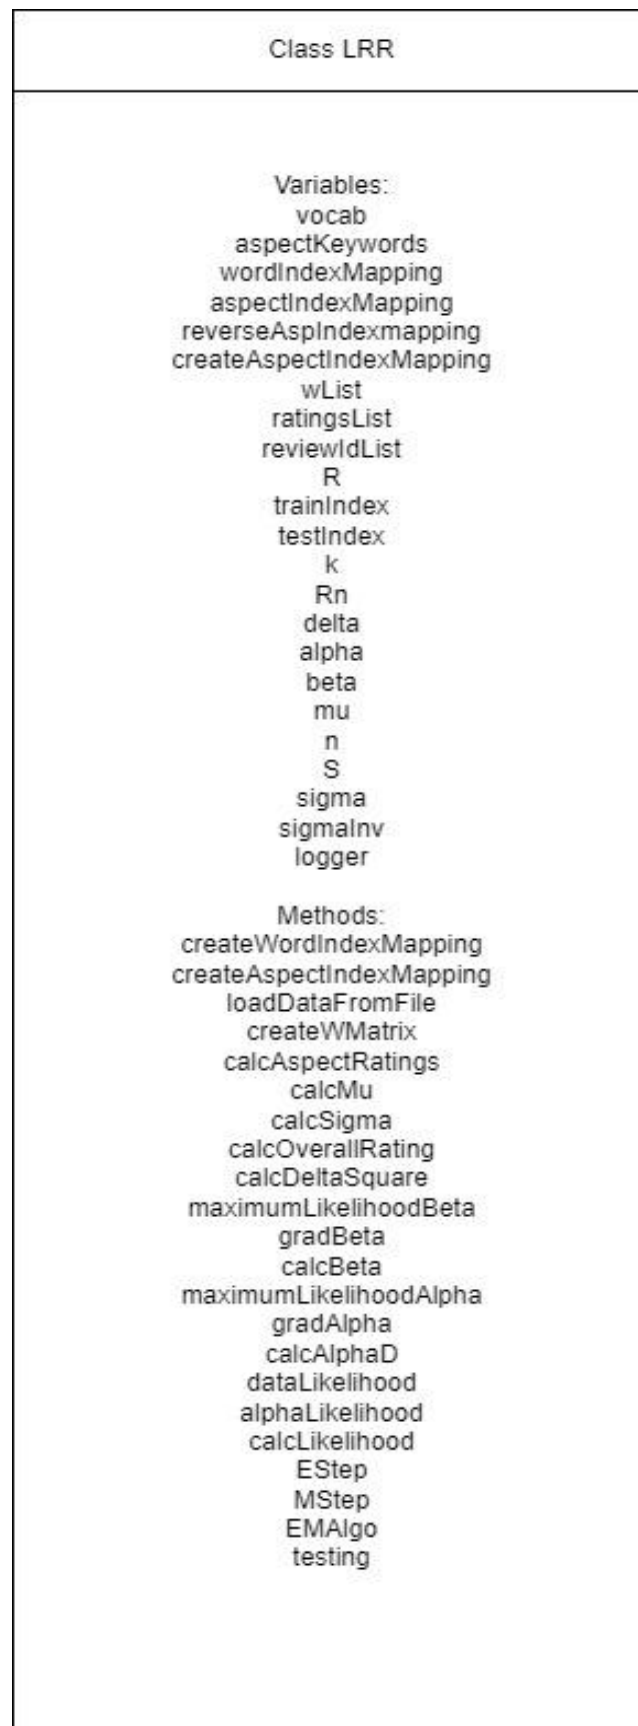 Class LRR
Variables:
vocab
aspectKeywords
wordIndexMapping
aspectIndexMapping
reverseAspIndexmapping
createAspectIndexMapping
wList
ratingsList
reviewIdList
R
trainIndex
testIndex
k
Rn
delta
alpha
beta
mu
n
S
sigma
sigmaInv
logger
Methods:
createWordIndexMapping
createAspectIndexMapping
loadDataFromFile
createWMatrix
calcAspectRatings
calcMu
calcSigma
calcOverallRating
calcDeltaSquare
maximumLikelihoodBeta
gradBeta
calcBeta
maximumLikelihoodAlpha
gradAlpha
calcAlphaD
dataLikelihood
alphaLikelihood
calcLikelihood
EStep
MStep
EMAlgo
testing